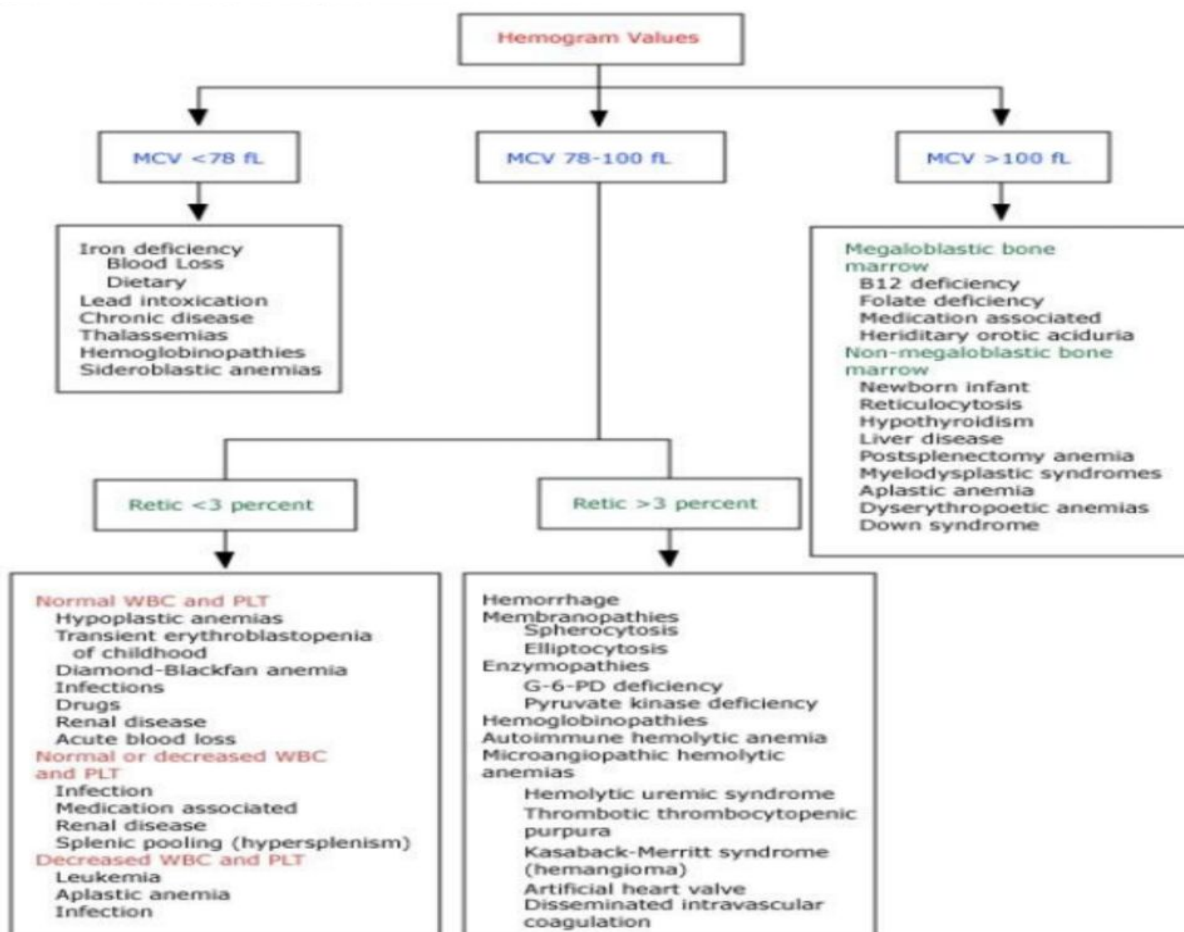 Hemogram Values
MCV <78 fL
MCV 78-100 fL
MCV >100 fL
Iron deficiency
Blood Loss
Dietary
Lead intoxication
Chronic disease
Thalassemias
Hemoglobinopathies
Sideroblastic anemias
Megaloblastic bone
marrow
B12 deficiency
Folate deficiency
Medication associated
Heriditary orotic aciduria
Non-megaloblastic bone
marrow
Newborn infant
Reticulocytosis
Hypothyroidism
Liver disease
Postsplenectomy anemia
Myelodysplastic syndromes
Aplastic anemia
Dyserythropoetic anemias
Down syndrome
Retic <3 percent
Retic >3 percent
Normal WBC and PLT
Hypoplastic anemias
Transient erythroblastopenia
of childhood
Diamond-Blackfan anemia
Infections
Drugs
Renal disease
Acute blood loss
Normal or decreased WBC
and PLT
Infection
Medication associated
Renal disease
Splenic pooling (hypersplenism)
Decreased WBC and PLT
Leukemia
Aplastic anemia
Infection
Hemorrhage
Membranopathies
Spherocytosis
Elliptocytosis
Enzymopathies
G-6-PD deficiency
Pyruvate kinase deficiency
Hemoglobinopathies
Autoimmune hemolytic anemia
Microangiopathic hemolytic
anemias
Hemolytic uremic syndrome
Thrombotic thrombocytopenic
purpura
Kasaback-Merritt syndrome
(hemangioma)
Artificial heart valve
Disseminated intravascular
coagulation